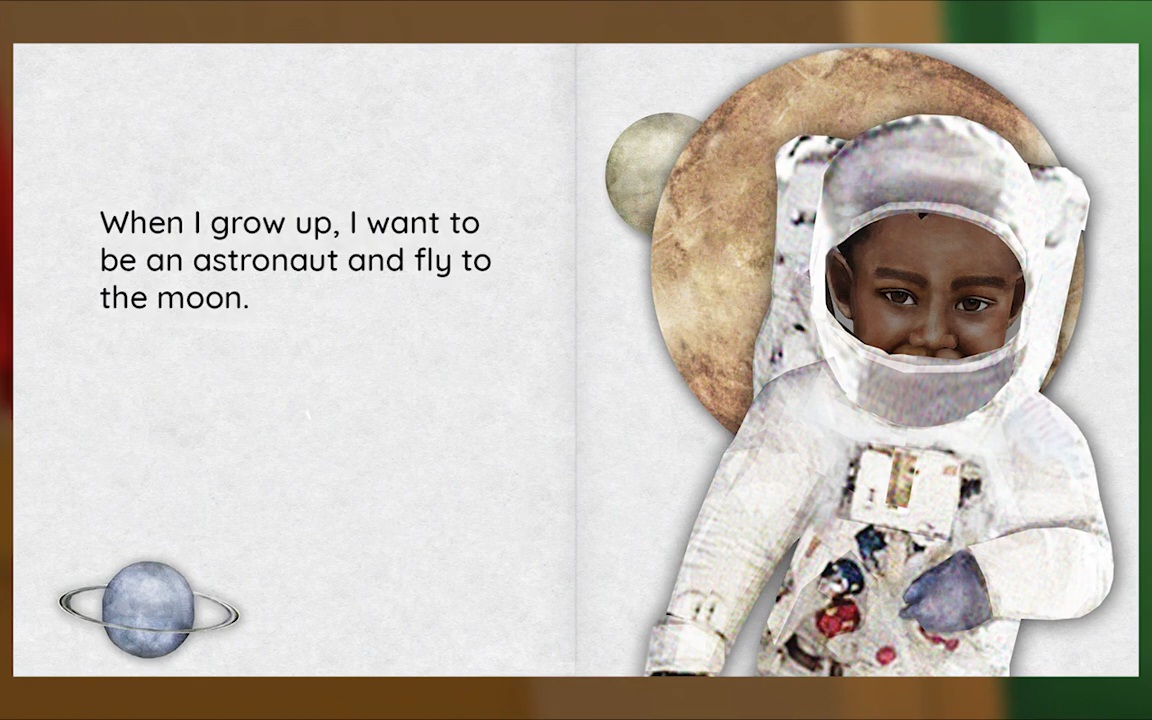 When I grow up, I want to
be an astronaut and fly to
the moon.